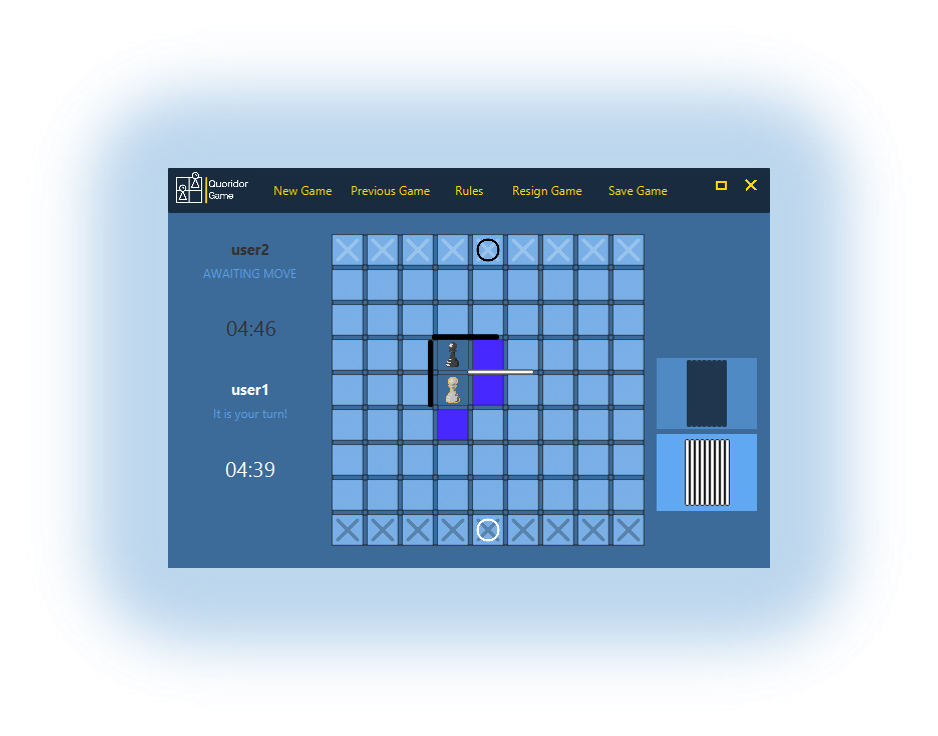 Quoridor
Game
New Game Previous Game Rules Resign Game Save Game
user2
AWAITING MOVE
04:46
user1
It is your turn!
04:39